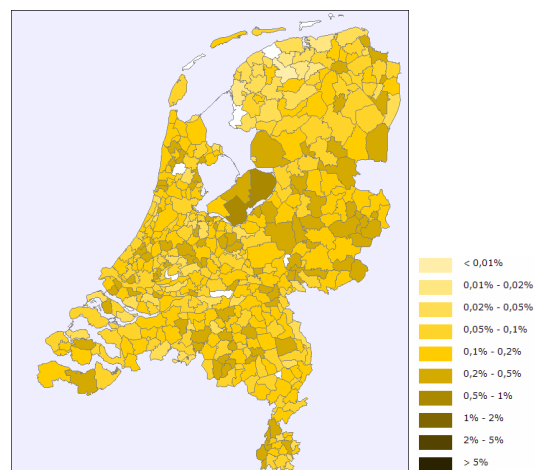 < 0,01%
0,01% - 0,02%
0,02% - 0,05%
0,05% - 0,1%
0,1% - 0,2%
0,2% - 0,5%
0,5% - 1%
1% - 2%
2% - 5%
> 5%